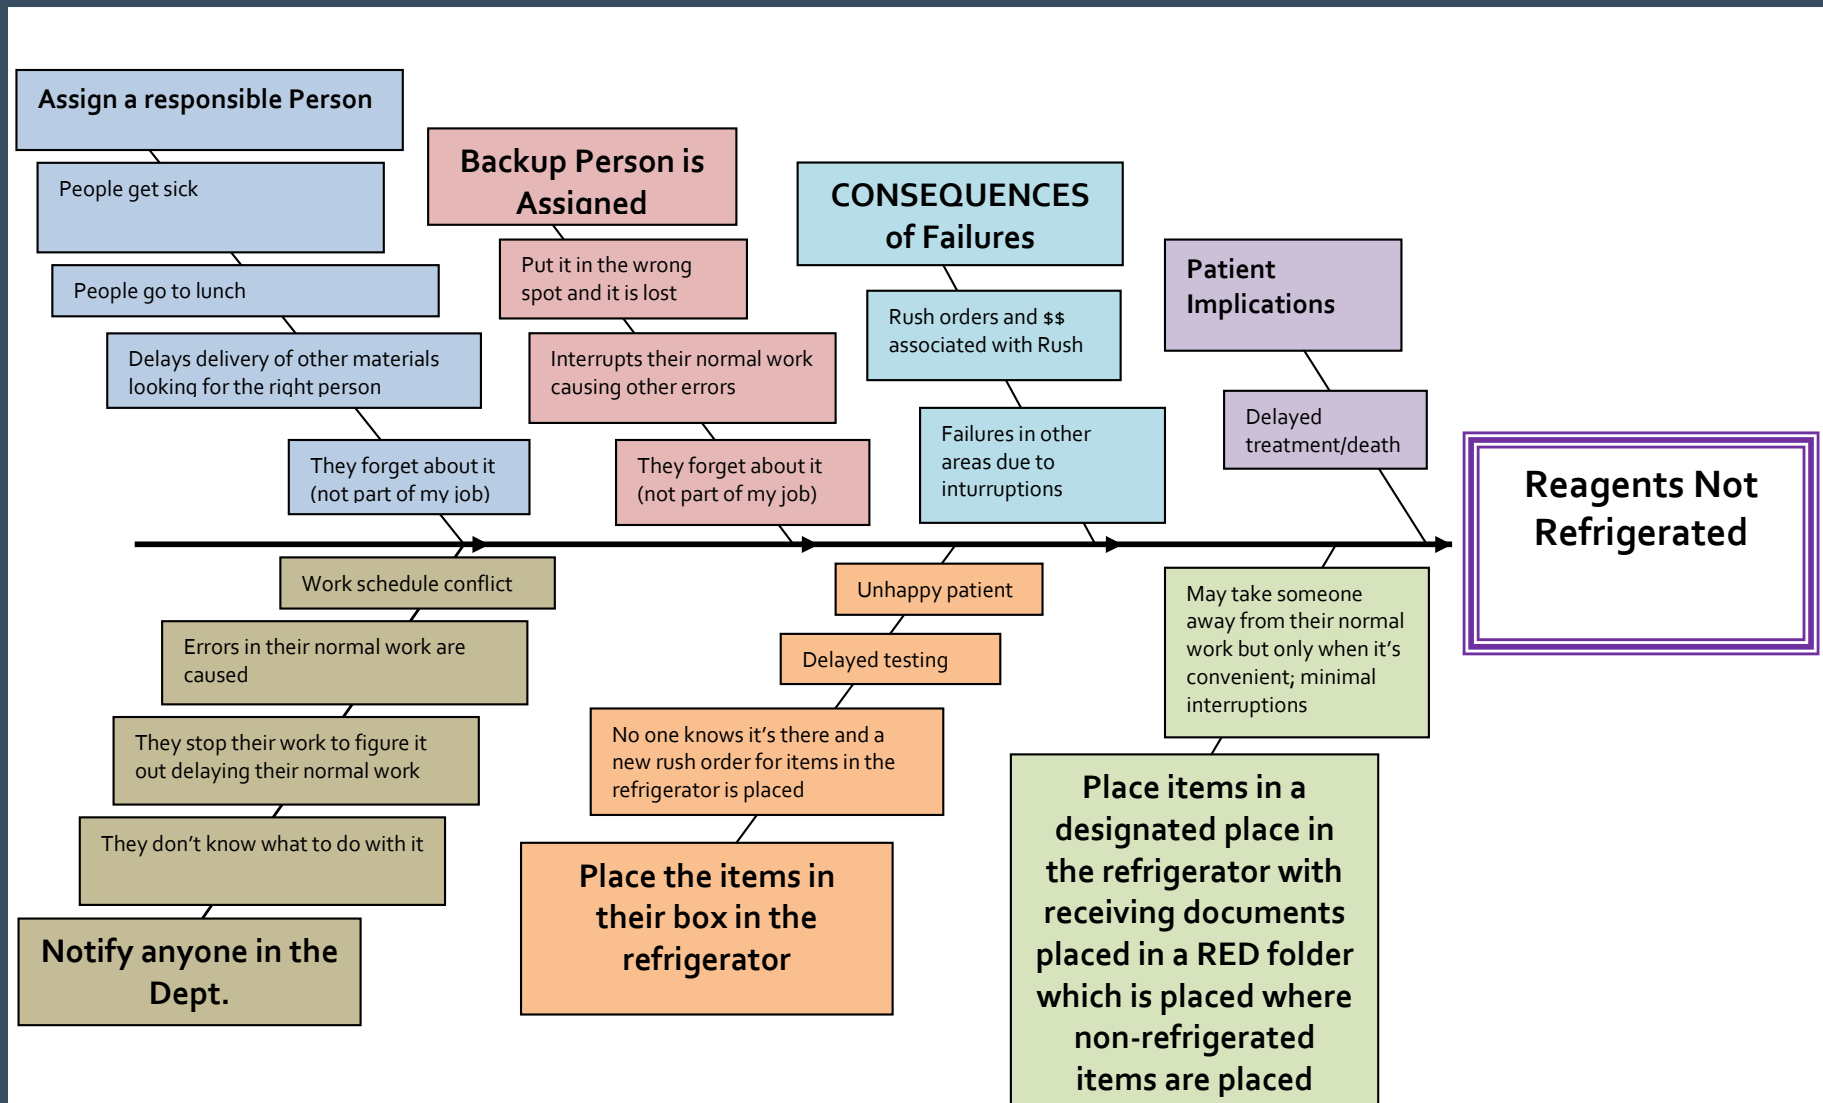 Assign a responsible Person
People get sick
People go to lunch
Delays delivery of other materials
looking for the right person
They forget about it
(not part of my job)
Backup Person is
Assigned
Put it in the wrong
spot and it is lost
Interrupts their normal work
causing other errors
They forget about it
(not part of my job)
CONSEQUENCES
of Failures
Rush orders and $$
associated with Rush
Failures in other
areas due to
inturruptions
Patient
Implications
Delayed
treatment/death
Reagents Not
Refrigerated
Work schedule conflict
Errors in their normal work are
caused
They stop their work to figure it
out delaying their normal work
They don't know what to do with it
Notify anyone in the
Dept.
Unhappy patient
Delayed testing
No one knows it's there and a
new rush order for items in the
refrigerator is placed
Place the items in
their box in the
refrigerator
May take someone
away from their normal
work but only when it's
convenient; minimal
interruptions
Place items in a
designated place in
the refrigerator with
receiving documents
placed in a RED folder
which is placed where
non-refrigerated
items are placed